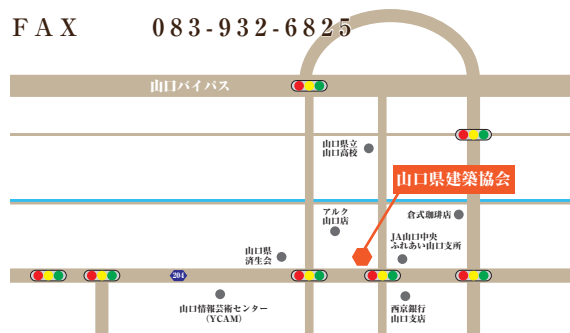 FAX 083-932-6825
山口バイパス
山口県立
山口高校
山口県建築協会
アルク
山口店
倉式珈琲店
JA山口中央
ふれあい山口支所
山口県
済生会
204
山口情報芸術センター
（YCAM）
西京銀行
山口支店